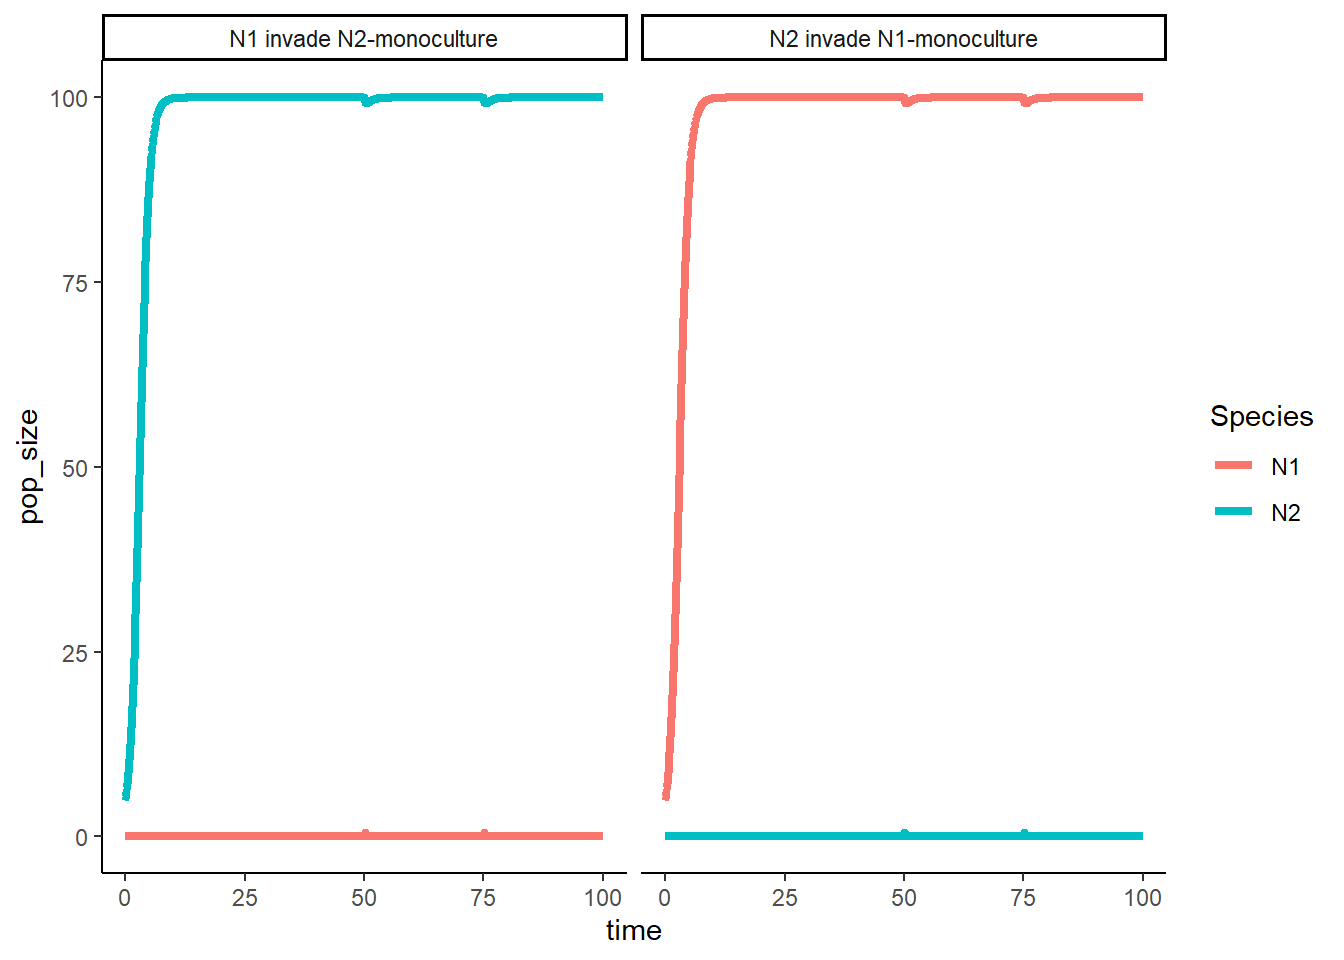 N1 invade N2-monoculture
N2 invade N1-monoculture
pop_size
100
75
50
25
0
0 25 50 75 100
0 25 50 75 100
time
Species
N1
N2